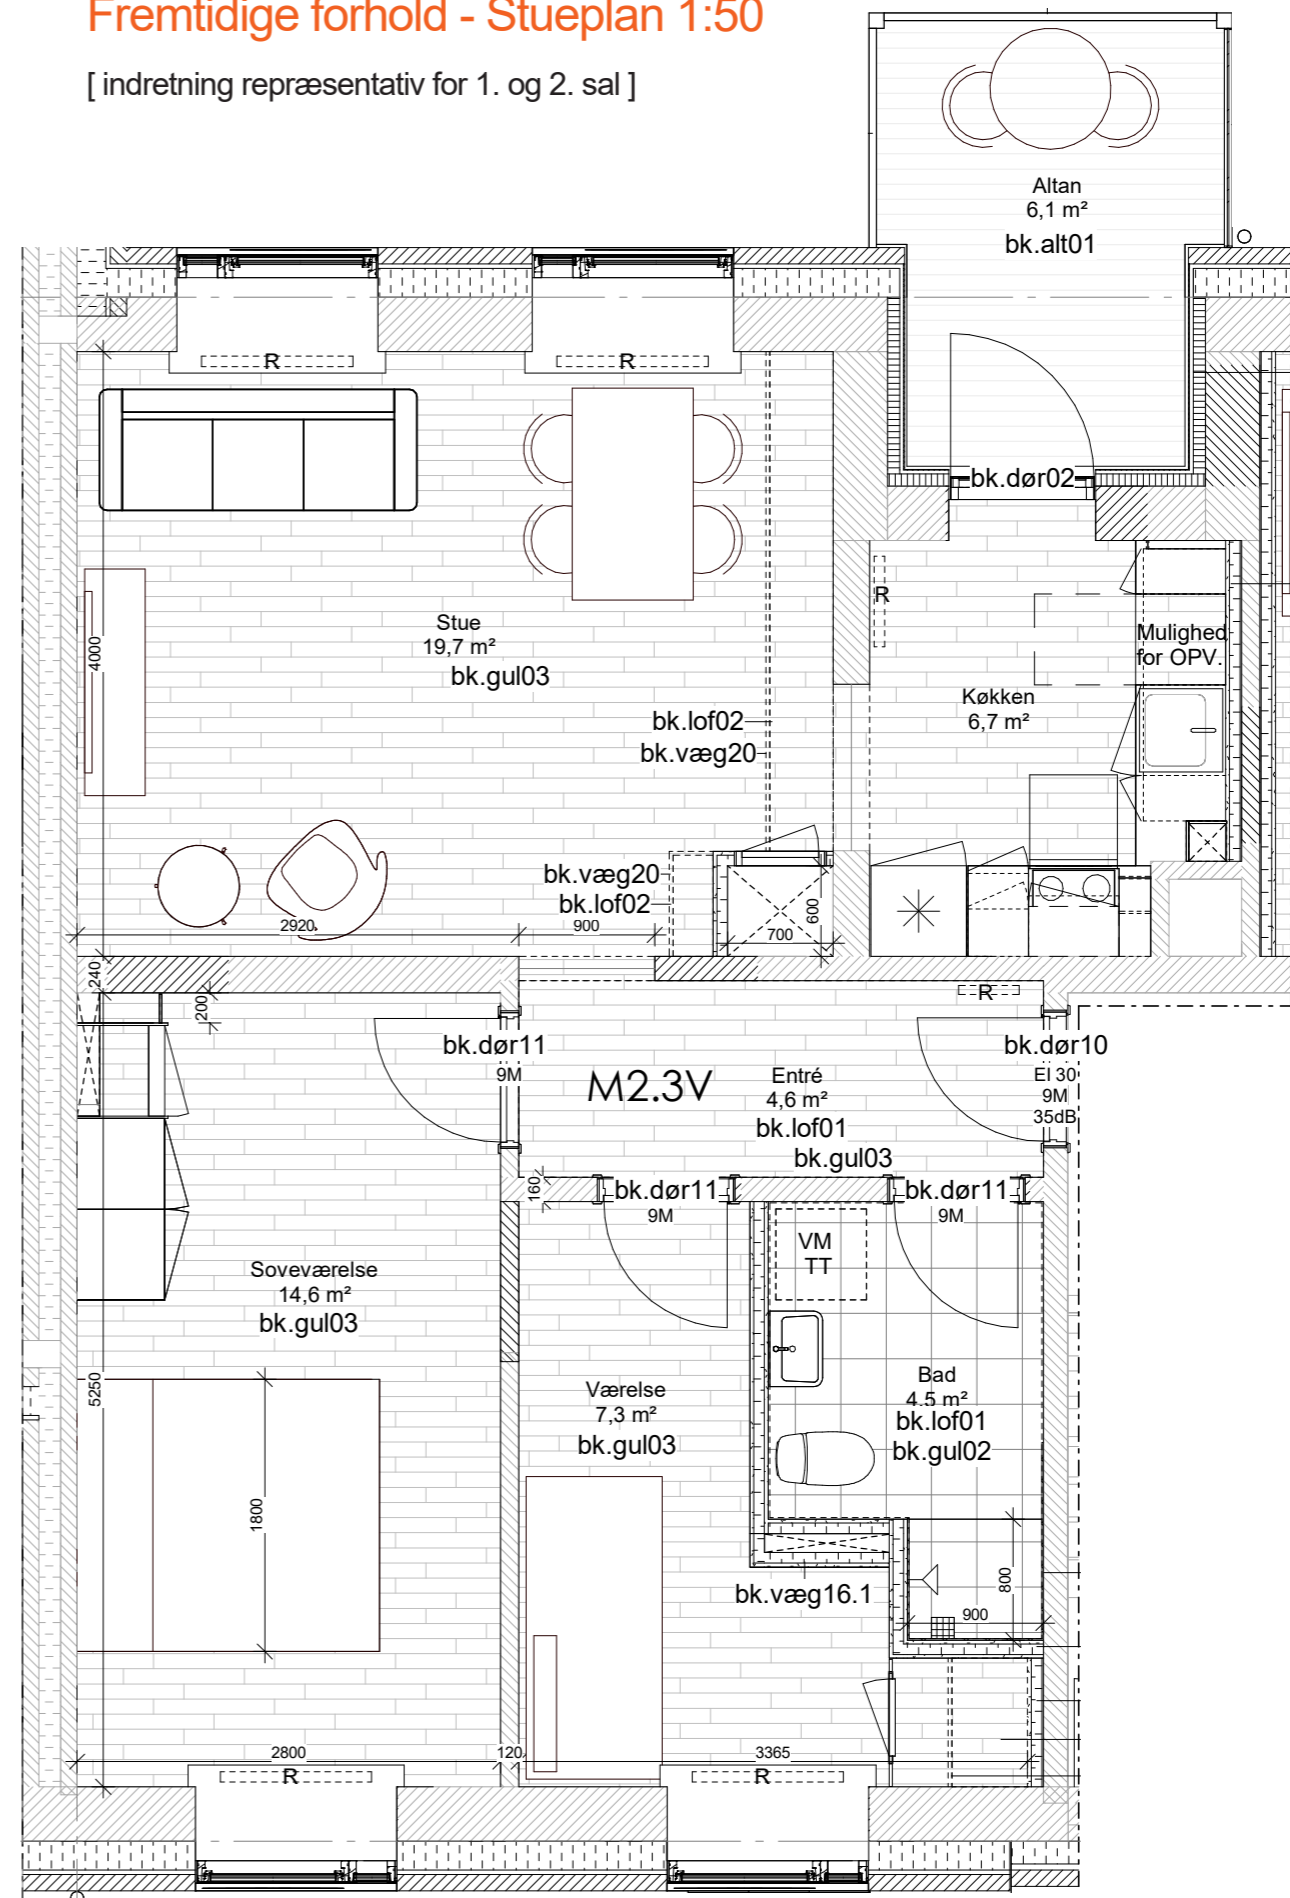 Fremtidige forhold - Stueplan 1:50
[ indretning repræsentativ for 1. og 2. sal ]
Altan
6,1 m²
bk.alt01
R
R
bk.dør02
R
Stue
19,7 m²
bk.gul03
4000
Mulighed
for OPV.
Køkken
6,7 m²
bk.lof02
bk.væg20
bk.væg20
bk.lof02
2920
900
700
600
240
200
R
bk.dør11
9M
M2.3V
Entré
4,6 m²
bk.lof01
bk.gul03
bk.dør10
EI 30
9M
35dB
160
bk.dør11
9M
bk.dør11
9M
VM
TT
Soveværelse
14,6 m²
bk.gul03
5250
1800
Værelse
7,3 m²
bk.gul03
Bad
4.5 m²
bk.lof01
bk.gul02
bk.væg16.1
800
900
2800
120
3365
R
R